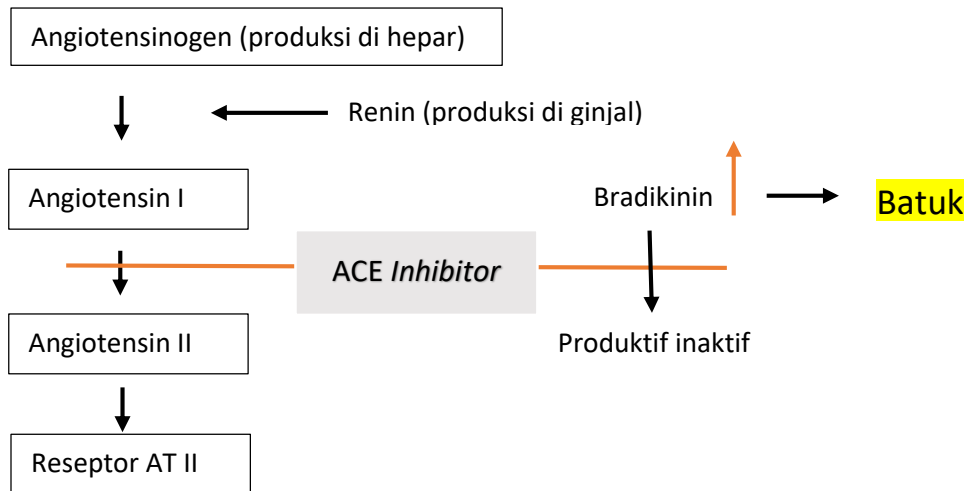 Angiotensinogen (produksi di hepar)
Renin (produksi di ginjal)
Angiotensin I
Bradikinin
Batuk
ACE Inhibitor
Angiotensin II
Produktif inaktif
Reseptor AT II